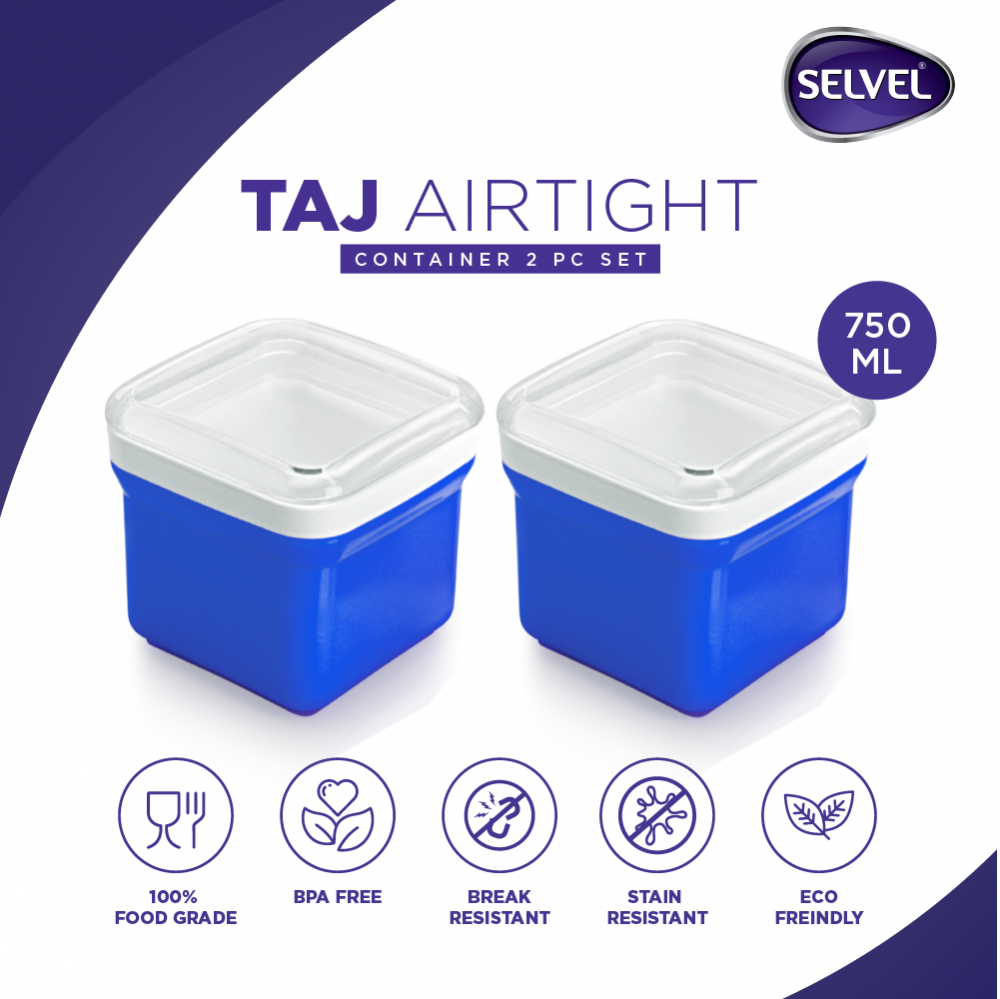 SELVEL®
TAJ AIRTIGHT
CONTAINER 2 PC SET
750
ML
100%
FOOD GRADE
BPA FREE
BREAK
RESISTANT
STAIN
RESISTANT
ECO
FREINDLY